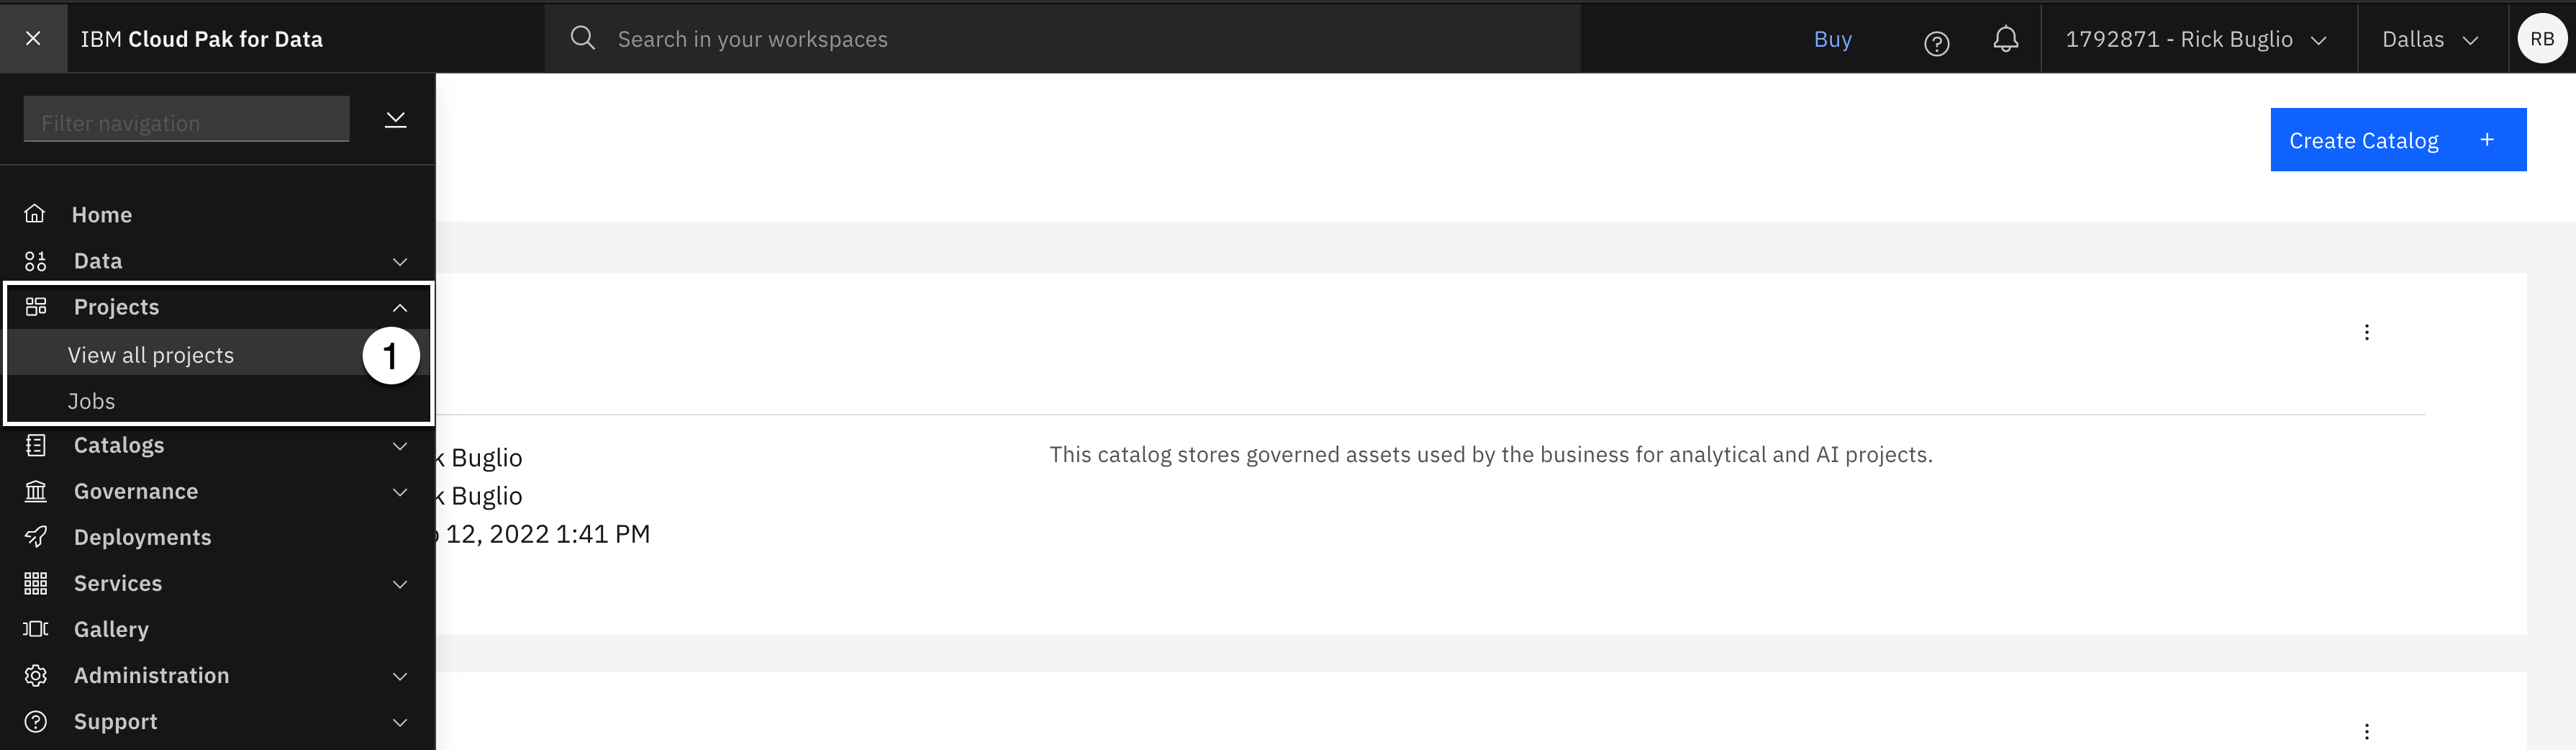 IBM Cloud Pak for Data
Search in your workspaces
Buy
1792871 - Rick Buglio
Dallas
RB
Filter navigation
Create Catalog +
Home
Data
Projects
View all projects
1
Jobs
Catalogs
Governance
Deployments
Services
Gallery
Administration
Support
k Buglio
k Buglio
12, 2022 1:41 PM
This catalog stores governed assets used by the business for analytical and AI projects.